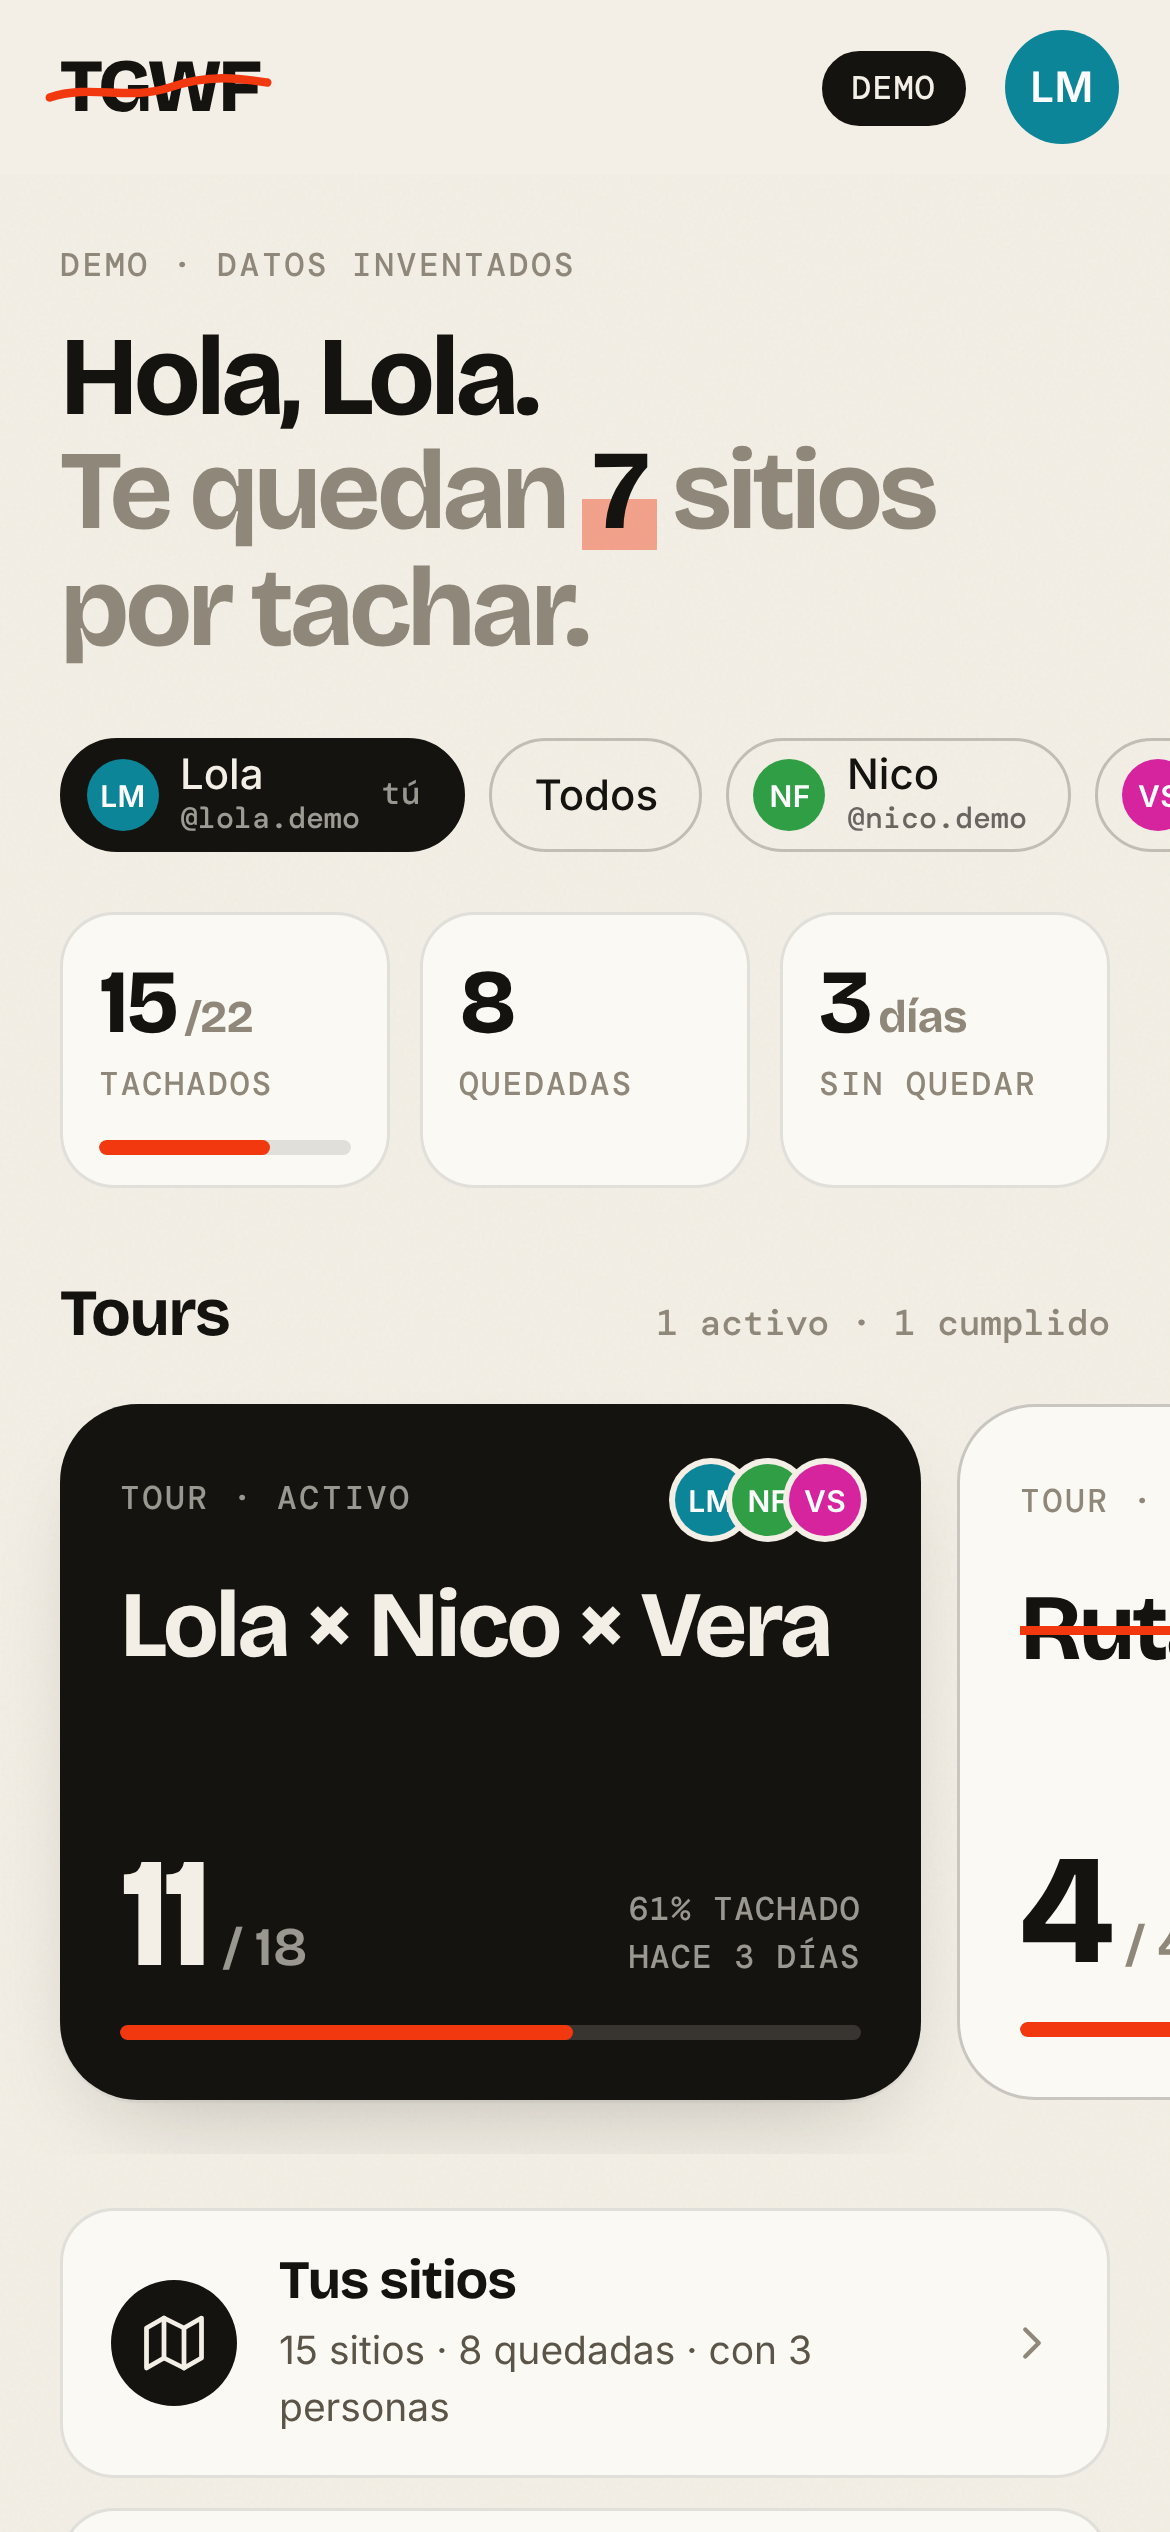 TGWF
DEMO
LM
DEMO · DATOS INVENTADOS
Hola, Lola.
Te quedan 7 sitios
por tachar.
LM
Lola
@lola.demo
tú
Todos
NF
Nico
@nico.demo
VS
15/22
TACHADOS
8
QUEDADAS
3 días
SIN QUEDAR
Tours
1 activo · 1 cumplido
TOUR · ACTIVO
LM NF VS
Lola × Nico × Vera
11 / 18
61% TACHADO
HACE 3 DÍAS
TOUR ·
4 /
Tus sitios
15 sitios · 8 quedadas · con 3
personas